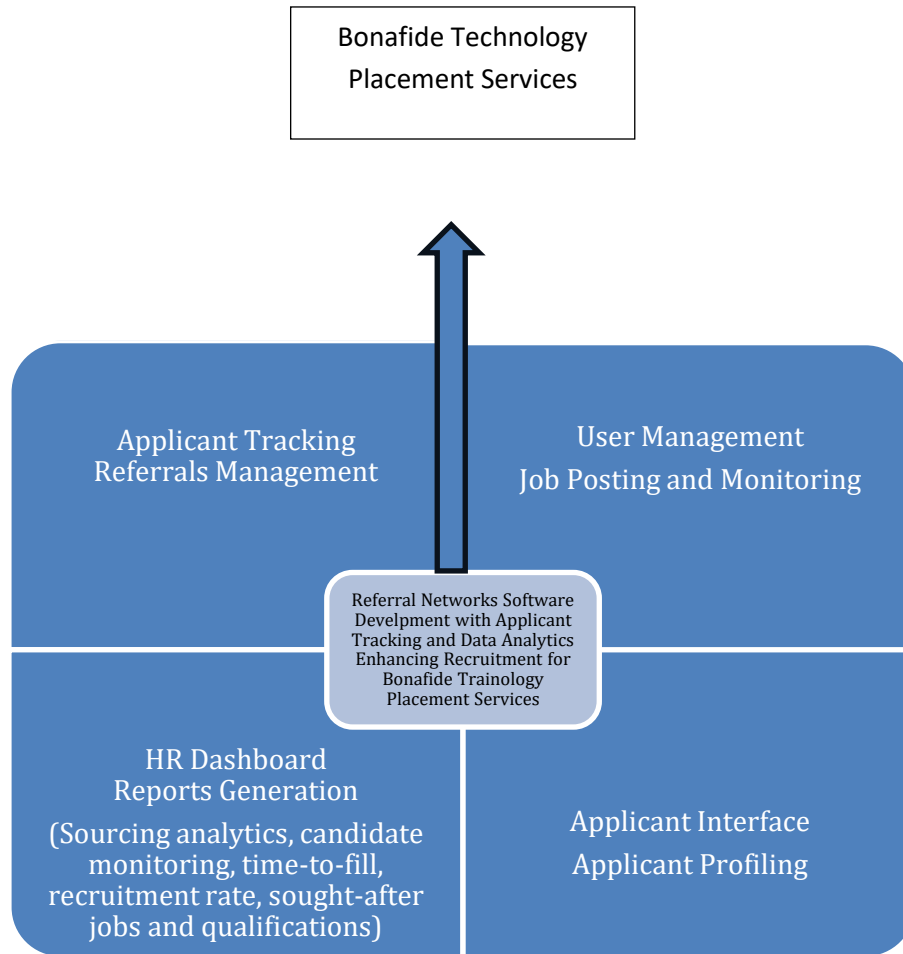 Bonafide Technology
Placement Services
Applicant Tracking
Referrals Management
User Management
Job Posting and Monitoring
Referral Networks Software
Develpment with Applicant
Tracking and Data Analytics
Enhancing Recruitment for
Bonafide Trainology
Placement Services
HR Dashboard
Reports Generation
(Sourcing analytics, candidate
monitoring, time-to-fill,
recruitment rate, sought-after
jobs and qualifications)
Applicant Interface
Applicant Profiling